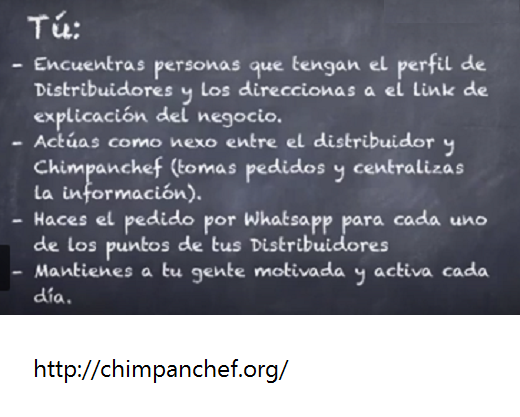 Tú:
- Encuentras personas que tengan el perfil de
Distribuidores y los direccionas a el link de
explicación del negocio.
- Actúas como nexo entre el distribuidor y
Chimpanchef (tomas pedidos y centralizas
la información).
- Haces el pedido por Whatsapp para cada uno
de los puntos de tus Distribuidores
- Mantienes a tu gente motivada y activa cada
día.
http://chimpanchef.org/